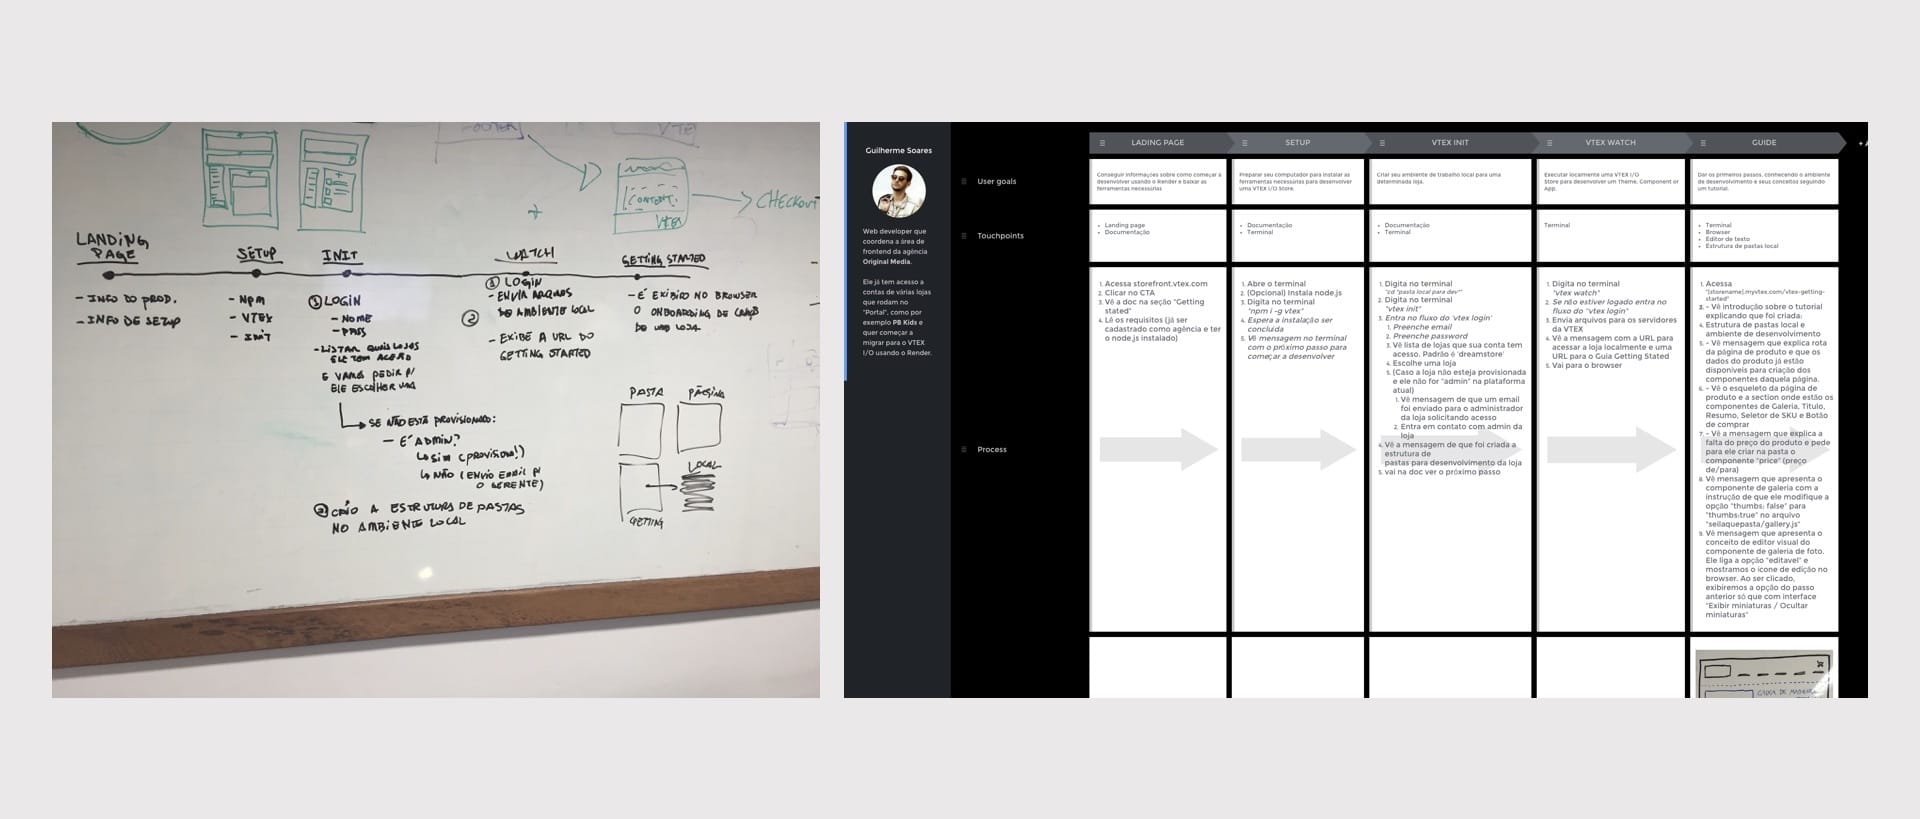 FOOTER
VTE
CONTENT
VTEX
CHECKOUT
LANDING
PAGE
- INFO DO PROD.
- INFO DE SETUP
SETUP
- NPM
- VTEX
- INIT
INIT
① LOGIN
- NOME
- PASS
- LISTAR QUAIS LOJAS
ELE TEM ACESSO
E VAMOS PEDIR P/
ELE ESCOLHER UMA
SE NÃO ESTÁ PROVISIONADO:
- É ADMIN?
SIM (PROVISIONA!)
NÃO (ENVIO EMAIL P/
O GERENTE)
② CRIO A ESTRUTURA DE PASTAS
NO AMBIENTE LOCAL
WATCH
① LOGIN
② - ENVIA ARQUIVOS
DO AMBIENTE LOCAL
- EXIBE A URL DO
GETTING STARTED
GETTING STARTED
- É EXIBIDO NO BROWSER
O ONBOARDING DE
DE UMA LOJA.
PASTA
PÁGINA
LOCAL
GETTING
Guilherme Soares
Web developer que
coordena a área de
frontend da agência
Original Media.
Ele já tem acesso a
contas de várias lojas
que rodam no
"Portal", como por
exemplo PB Kids e
quer começar a
migrar para o VTEX
I/O usando o Render.
LADING PAGE
SETUP
VTEX INIT
VTEX WATCH
GUIDE
+ A
User goals
Conseguir informações sobre como começar a
desenvolver usando o Render e baixar as
ferramentas necessárias
Preparar seu computador para instalar as
ferramentas necessárias para desenvolver
uma VTEX I/O Store.
Criar seu ambiente de trabalho local para uma
determinada loja.
Executar locamente uma VTEX I/O
Store para desenvolver um Theme, Component or
App.
Dar os primeiros passos, conhecendo o ambiente
de desenvolvimento e seus conceitos seguindo
um tutorial.
Touchpoints
• Landing page
• Documentação
• Documentação
• Terminal
• Documentação
• Terminal
Terminal
• Terminal
• Browser
• Editor de texto
• Estrutura de pastas local
Process
1. Acessa storefront.vtex.com
2. Clicar no CTA
3. Vê a doc na seção "Getting
stated"
4. Lê os requisitos (já ser
cadastrado como agência e ter
o node.js instalado)
1. Abre o terminal
2. (Opcional) Instala node.js
3. Digita no terminal
"npm i -g vtex"
4. Espera a instalação ser
concluída
5. Vê mensagem no terminal
com o próximo passo para
começar a desenvolver
1. Digita no terminal
"cd "pasta local para dev""
2. Digita no terminal
"vtex init"
3. Entra no fluxo do 'vtex login'
1. Preenche email
2. Preenche password
3. Vê lista de lojas que sua conta tem
acesso. Padrão é 'dreamstore'
4. Escolhe uma loja
5. (Caso a loja não esteja provisionada
e ele não for "admin" na plataforma
atual)
1. Vê mensagem de que um email
foi enviado para o administrador
da loja solicitando acesso
2. Entra em contato com admin da
loja
4. Vê a mensagem de que foi criada a
estrutura de
pastas para desenvolvimento da loja
5. vai na doc ver o próximo passo
1. Digita no terminal
"vtex watch"
2. Se não estiver logado entra no
fluxo do "vtex login"
3. Envia arquivos para os servidores
da VTEX
4. Vê a mensagem com a URL para
acessar a loja localmente e uma
URL para o Guia Getting Stated
5. Vai para o browser
1. Acessa
"[storename].myvtex.com/vtex-getting-
started"
3. - Vê introdução sobre o tutorial
explicando que foi criada:
4. Estrutura de pastas local e
ambiente de desenvolvimento
5. - Vê mensagem que explica rota
da página de produto e que os
dados do produto já estão
disponíveis para criação dos
componentes daquela página.
6. - Vê o esqueleto da página de
produto e a section onde estão os
componentes de Galeria, Titulo,
Resumo, Seletor de SKU e Botão
de comprar
7. - Vê a mensagem que explica a
falta do preço do produto e pede
para ele criar na pasta o
componente "price" (preço
de/para)
8. Vê mensagem que apresenta o
componente de galeria com a
instrução de que ele modifique a
opção "thumbs: false" para
"thumbs:true" no arquivo
"seilaquepasta/gallery.js"
9. Vê mensagem que apresenta o
conceito de editor visual do
componente de galeria de foto.
Ele liga a opção "editavel" e
mostramos o ícone de edição no
browser. Ao ser clicado,
exibiremos a opção do passo
anterior só que com interface
"Exibir miniaturas / Ocultar
miniaturas"
CAIXA DE